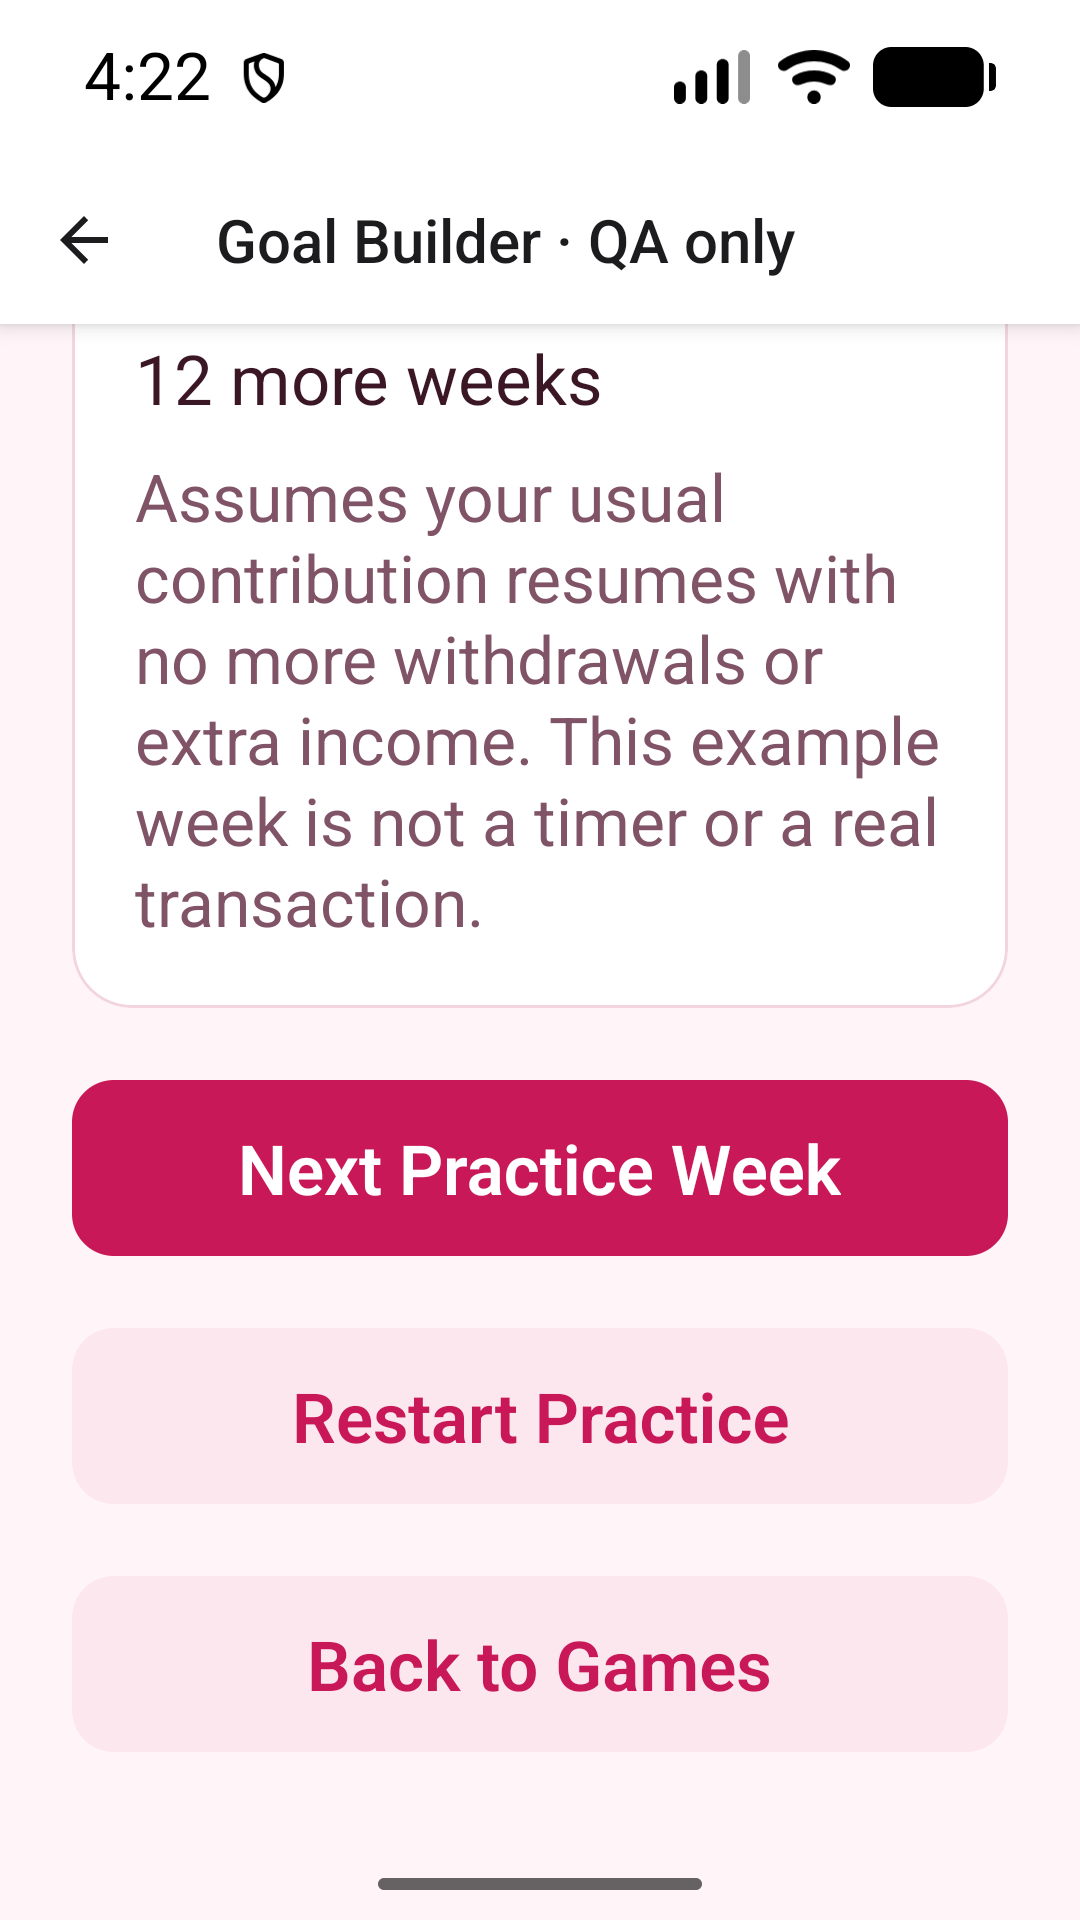 4:22
Goal Builder · QA only
12 more weeks
Assumes your usual
contribution resumes with
no more withdrawals or
extra income. This example
week is not a timer or a real
transaction.
Next Practice Week
Restart Practice
Back to Games